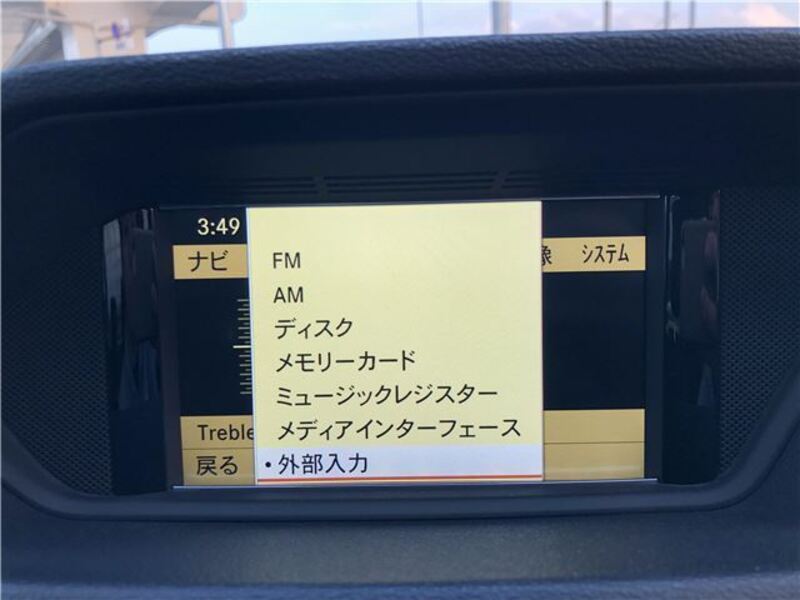 3:49
ナビ
像 システム
FM
AM
ディスク
メモリーカード
ミュージックレジスター
メディアインターフェース
• 外部入力
Treble
戻る